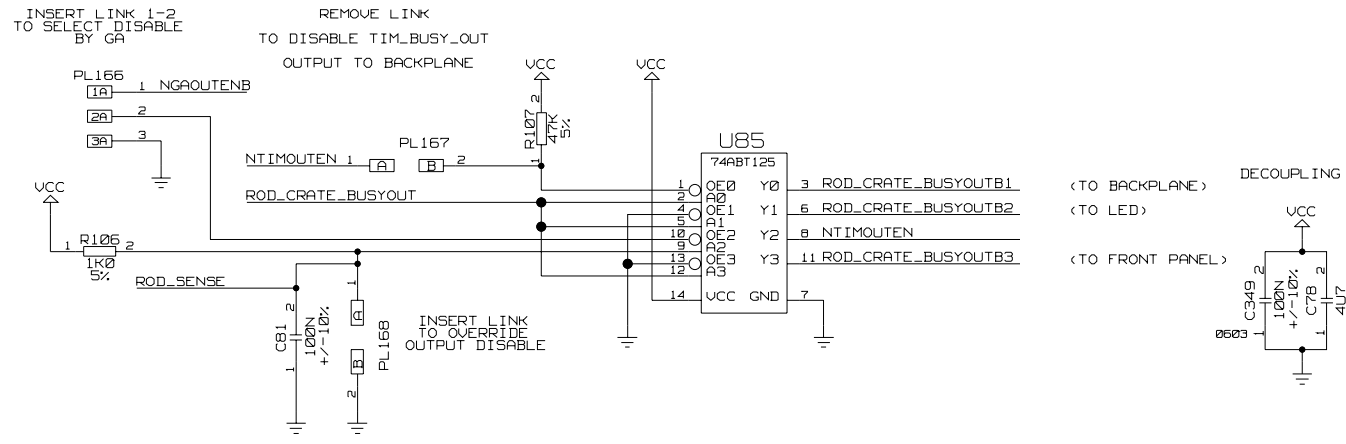 INSERT LINK 1-2
TO SELECT DISABLE
BY GA
REMOVE LINK
TO DISABLE TIM_BUSY_OUT
OUTPUT TO BACKPLANE
PL166
1A 1 NGAOUTENB
2A 2
3A 3
VCC
VCC
2
R107
47K
5%
1
PL167
NTIMOUTEN 1 A B 2
ROD_CRATE_BUSYOUT
U85
74ABT125
1 OE0 Y0 3 ROD_CRATE_BUSYOUTB1 (TO BACKPLANE)
2 A0
4 OE1 Y1 6 ROD_CRATE_BUSYOUTB2 (TO LED)
5 A1
10 OE2 Y2 8 NTIMOUTEN
9 A2
13 OE3 Y3 11 ROD_CRATE_BUSYOUTB3 (TO FRONT PANEL)
12 A3
14 VCC GND 7
VCC
1 R106 2
1K0
5%
ROD_SENSE
2
C81
100N
+/-10%
1
1
A
B
2
PL168
INSERT LINK
TO OVERRIDE
OUTPUT DISABLE
DECOUPLING
VCC
2
C349
100N
+/-10%
0603 1
2
C78
4U7
1